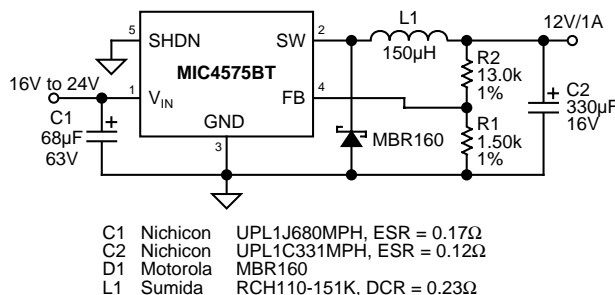 L1
12V/1A
5
SHDN
SW
2
150µH
R2
13.0k
1%
MIC4575BT
16V to 24V
1
VIN
FB
4
C2
330µF
16V
C1
68µF
63V
GND
3
MBR160
R1
1.50k
1%
C1 Nichicon UPL1J680MPH, ESR = 0.17Ω
C2 Nichicon UPL1C331MPH, ESR = 0.12Ω
D1 Motorola MBR160
L1 Sumida RCH110-151K, DCR = 0.23Ω